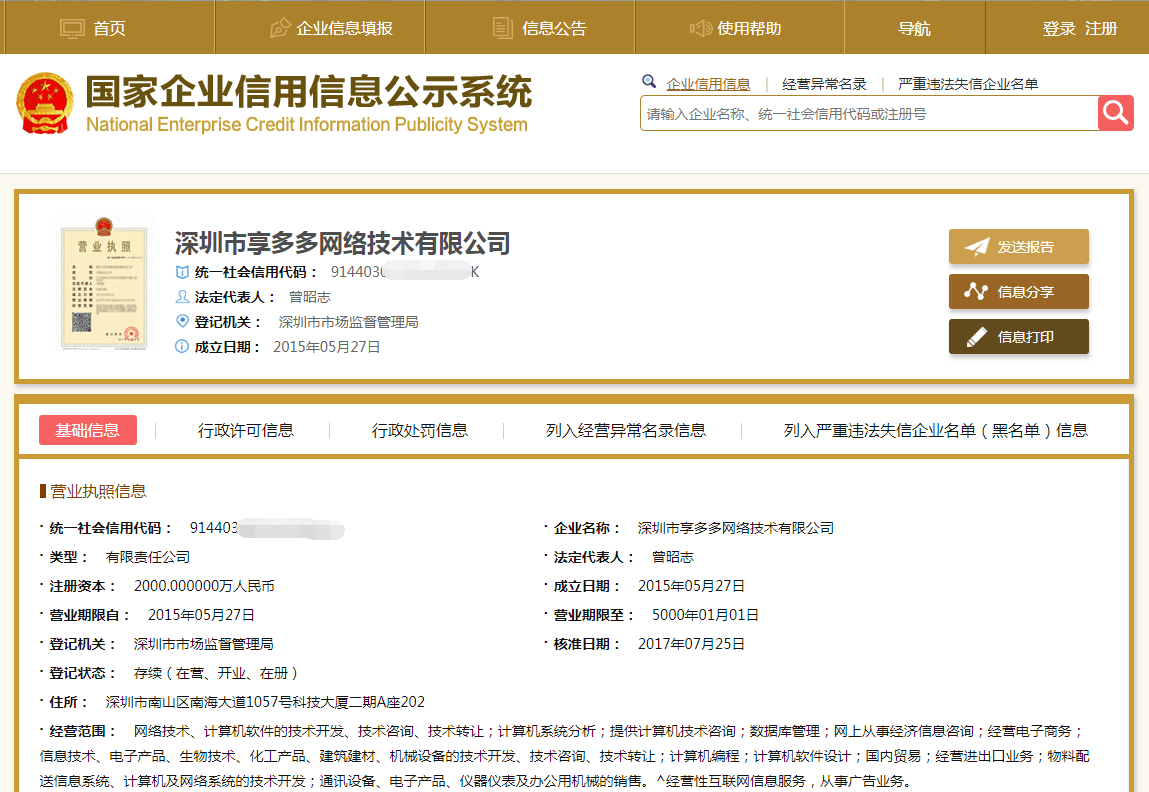 首页 企业信息填报 信息公告 使用帮助 导航 登录 注册
国家企业信用信息公示系统
National Enterprise Credit Information Publicity System
企业信用信息 | 经营异常名录 | 严重违法失信企业名单
请输入企业名称、统一社会信用代码或注册号
营业执照
深圳市享多多网络技术有限公司
统一社会信用代码： 9144030 K
法定代表人： 曾昭志
登记机关： 深圳市市场监督管理局
成立日期： 2015年05月27日
发送报告
信息分享
信息打印
基础信息 | 行政许可信息 | 行政处罚信息 | 列入经营异常名录信息 | 列入严重违法失信企业名单（黑名单）信息
营业执照信息
· 统一社会信用代码： 914403 · 企业名称： 深圳市享多多网络技术有限公司
· 类型： 有限责任公司 · 法定代表人： 曾昭志
· 注册资本： 2000.000000万人民币 · 成立日期： 2015年05月27日
· 营业期限自： 2015年05月27日 · 营业期限至： 5000年01月01日
· 登记机关： 深圳市市场监督管理局 · 核准日期： 2017年07月25日
· 登记状态： 存续（在营、开业、在册）
· 住所： 深圳市南山区南海大道1057号科技大厦二期A座202
· 经营范围： 网络技术、计算机软件的技术开发、技术咨询、技术转让；计算机系统分析；提供计算机技术咨询；数据库管理；网上从事经济信息咨询；经营电子商务；
信息技术、电子产品、生物技术、化工产品、建筑建材、机械设备的技术开发、技术咨询、技术转让；计算机编程；计算机软件设计；国内贸易；经营进出口业务；物料配
送信息系统、计算机及网络系统的技术开发；通讯设备、电子产品、仪器仪表及办公用机械的销售。^经营性互联网信息服务，从事广告业务。